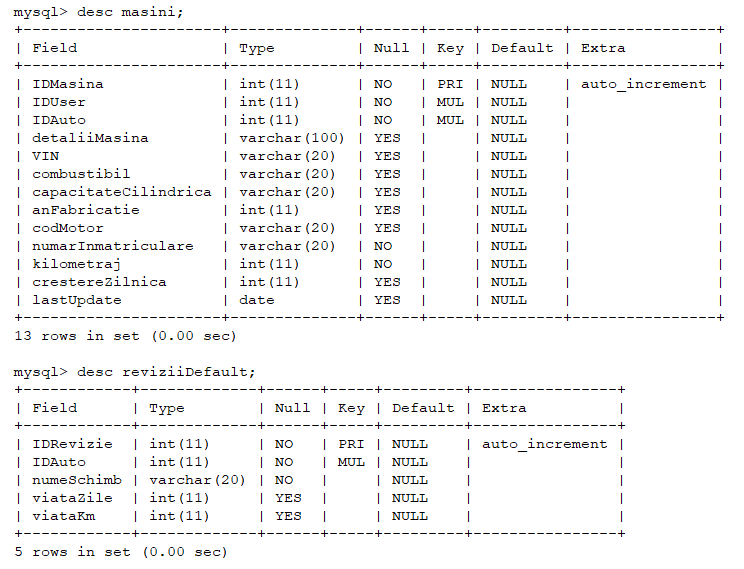 mysql> desc masini;
+--------------------+--------------+------+-----+---------+----------------+
| Field              | Type         | Null | Key | Default | Extra          |
+--------------------+--------------+------+-----+---------+----------------+
| IDMasina           | int(11)      | NO   | PRI | NULL    | auto_increment |
| IDUser             | int(11)      | NO   | MUL | NULL    |                |
| IDAuto             | int(11)      | NO   | MUL | NULL    |                |
| detaliiMasina      | varchar(100) | YES  |     | NULL    |                |
| VIN                | varchar(20)  | YES  |     | NULL    |                |
| combustibil        | varchar(20)  | YES  |     | NULL    |                |
| capacitateCilindrica | varchar(20)  | YES  |     | NULL    |                |
| anFabricatie       | int(11)      | YES  |     | NULL    |                |
| codMotor           | varchar(20)  | YES  |     | NULL    |                |
| numarInmatriculare | varchar(20)  | NO   |     | NULL    |                |
| kilometraj         | int(11)      | NO   |     | NULL    |                |
| crestereZilnica    | int(11)      | YES  |     | NULL    |                |
| lastUpdate         | date         | YES  |     | NULL    |                |
+--------------------+--------------+------+-----+---------+----------------+
13 rows in set (0.00 sec)

mysql> desc reviziiDefault;
+------------+-------------+------+-----+---------+----------------+
| Field      | Type        | Null | Key | Default | Extra          |
+------------+-------------+------+-----+---------+----------------+
| IDRevizie  | int(11)     | NO   | PRI | NULL    | auto_increment |
| IDAuto     | int(11)     | NO   | MUL | NULL    |                |
| numeSchimb | varchar(20) | NO   |     | NULL    |                |
| viataZile  | int(11)     | YES  |     | NULL    |                |
| viataKm    | int(11)     | YES  |     | NULL    |                |
+------------+-------------+------+-----+---------+----------------+
5 rows in set (0.00 sec)